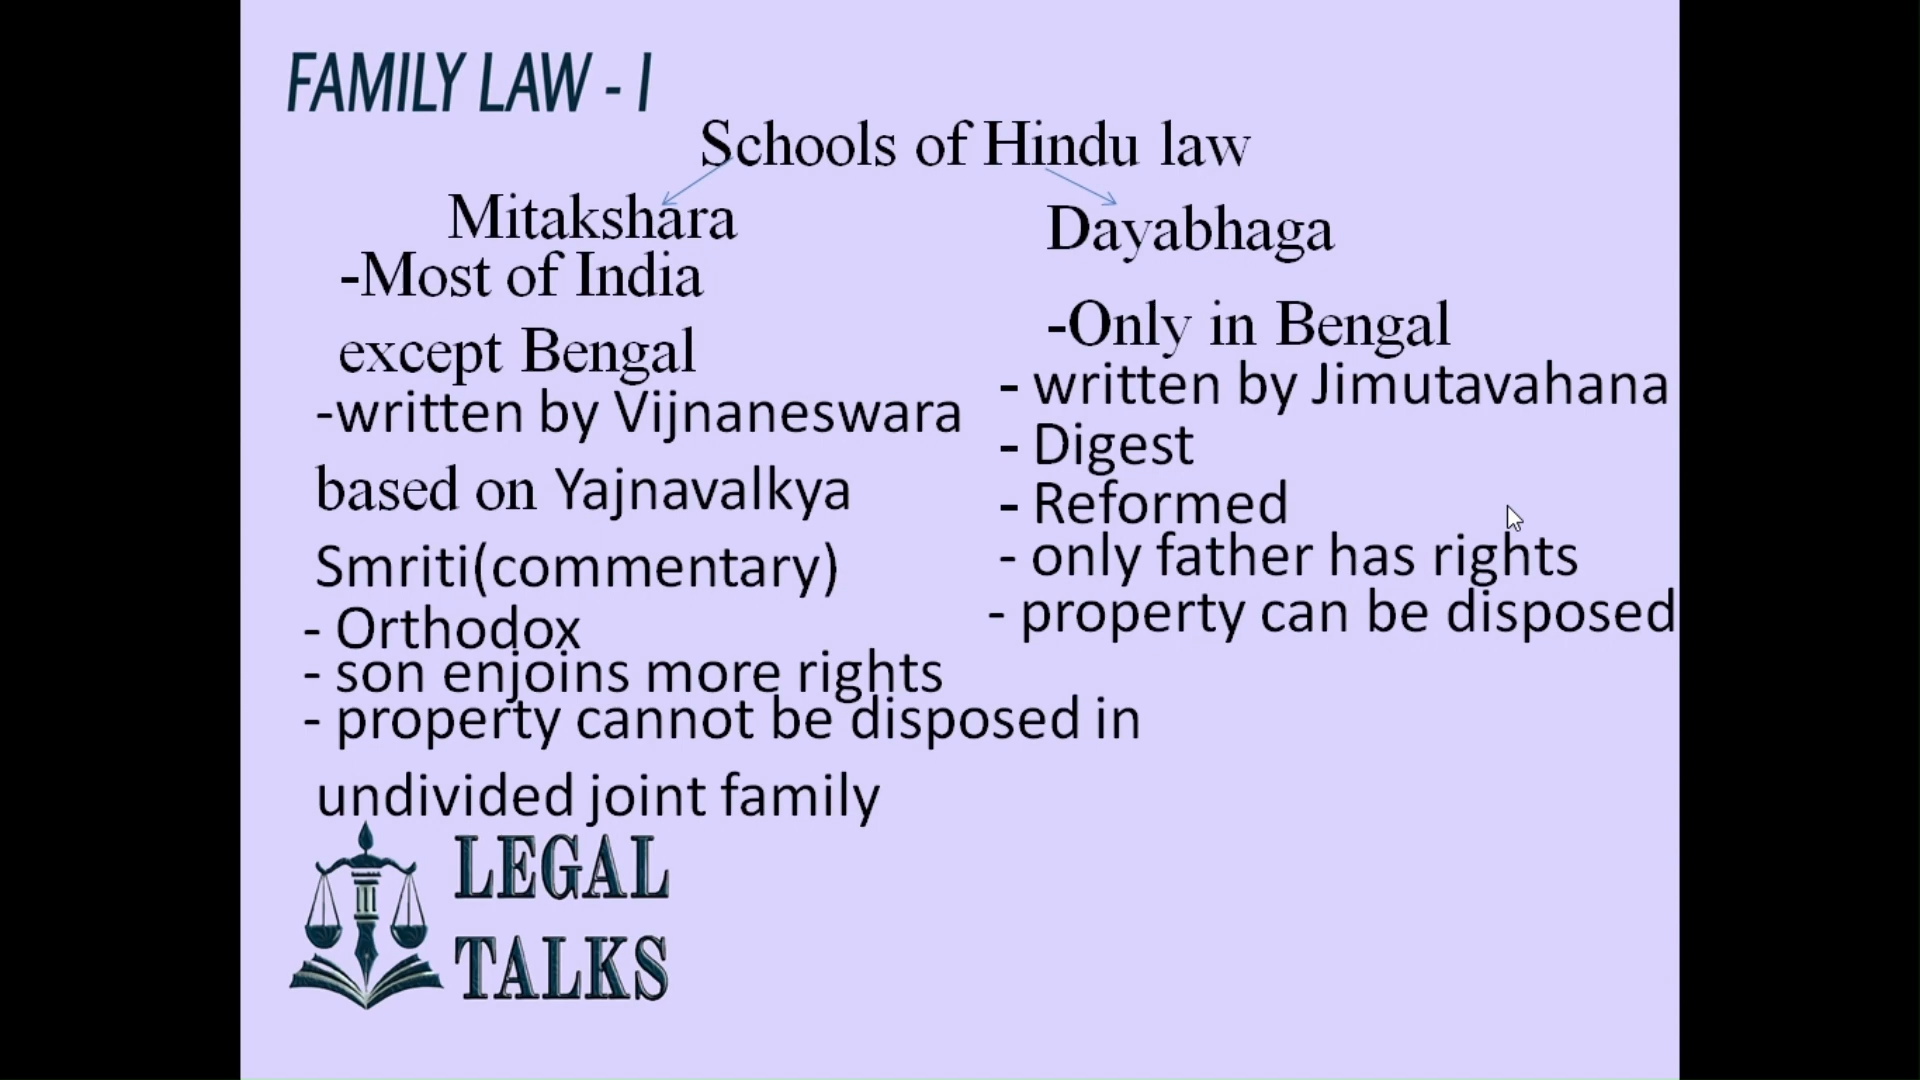 FAMILY LAW - I
Schools of Hindu law
Mitakshara
-Most of India
except Bengal
-written by Vijnaneswara
based on Yajnavalkya
Smriti(commentary)
- Orthodox
- son enjoins more rights
- property cannot be disposed in
undivided joint family
Dayabhaga
-Only in Bengal
- written by Jimutavahana
- Digest
- Reformed
- only father has rights
- property can be disposed
LEGAL
TALKS